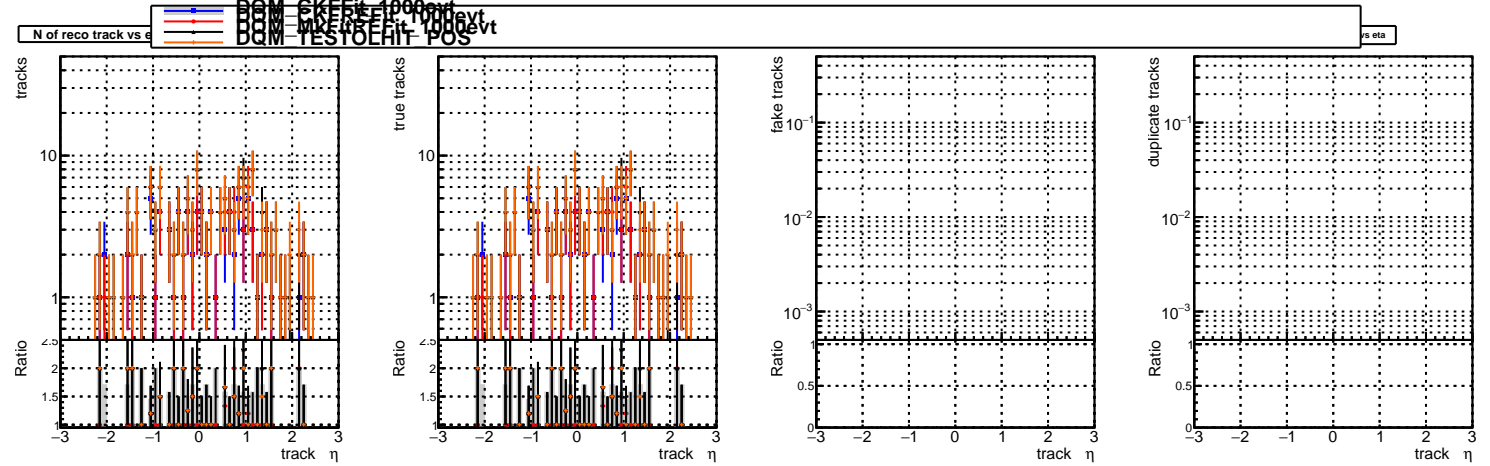 DQM_CKFFit_1000evt
DQM_CKFREFit_1000evt
DQM_MKFitREFit_1000evt
DQM_TESTOLHIT_POS
N of reco track vs e
vs eta
tracks
10
1
Ratio
2.5
2
1.5
1
−3 −2 −1 0 1 2 3
track η
true tracks
10
1
Ratio
2.5
2
1.5
1
−3 −2 −1 0 1 2 3
track η
fake tracks
10−1
10−2
10−3
Ratio
1
0.5
0
−3 −2 −1 0 1 2 3
track η
duplicate tracks
10−1
10−2
10−3
Ratio
1
0.5
0
−3 −2 −1 0 1 2 3
track η